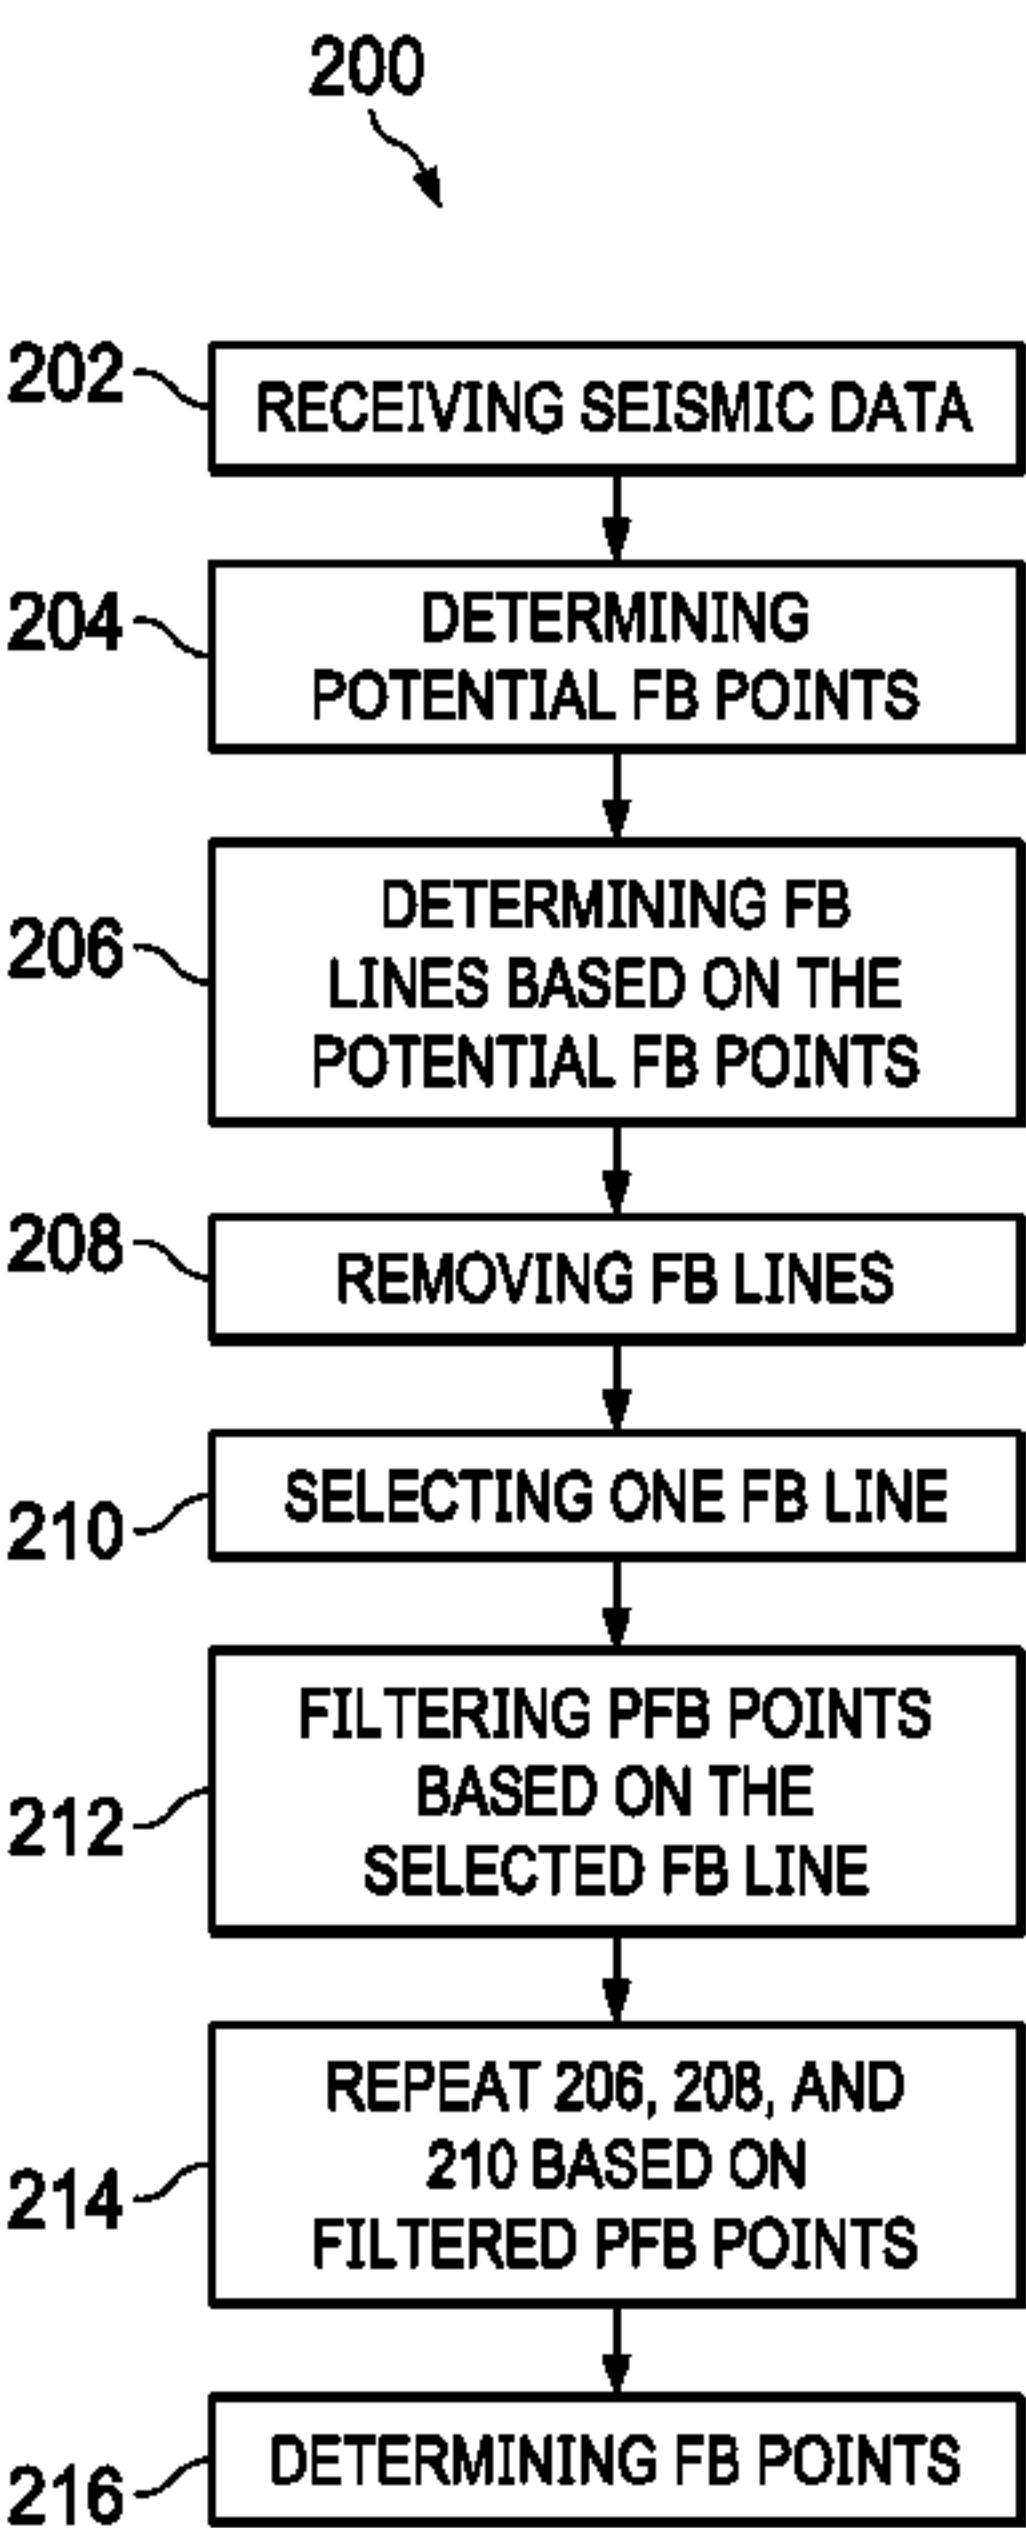 200
202
RECEIVING SEISMIC DATA
204
DETERMINING
POTENTIAL FB POINTS
206
DETERMINING FB
LINES BASED ON THE
POTENTIAL FB POINTS
208
REMOVING FB LINES
210
SELECTING ONE FB LINE
212
FILTERING PFB POINTS
BASED ON THE
SELECTED FB LINE
214
REPEAT 206, 208, AND
210 BASED ON
FILTERED PFB POINTS
216
DETERMINING FB POINTS